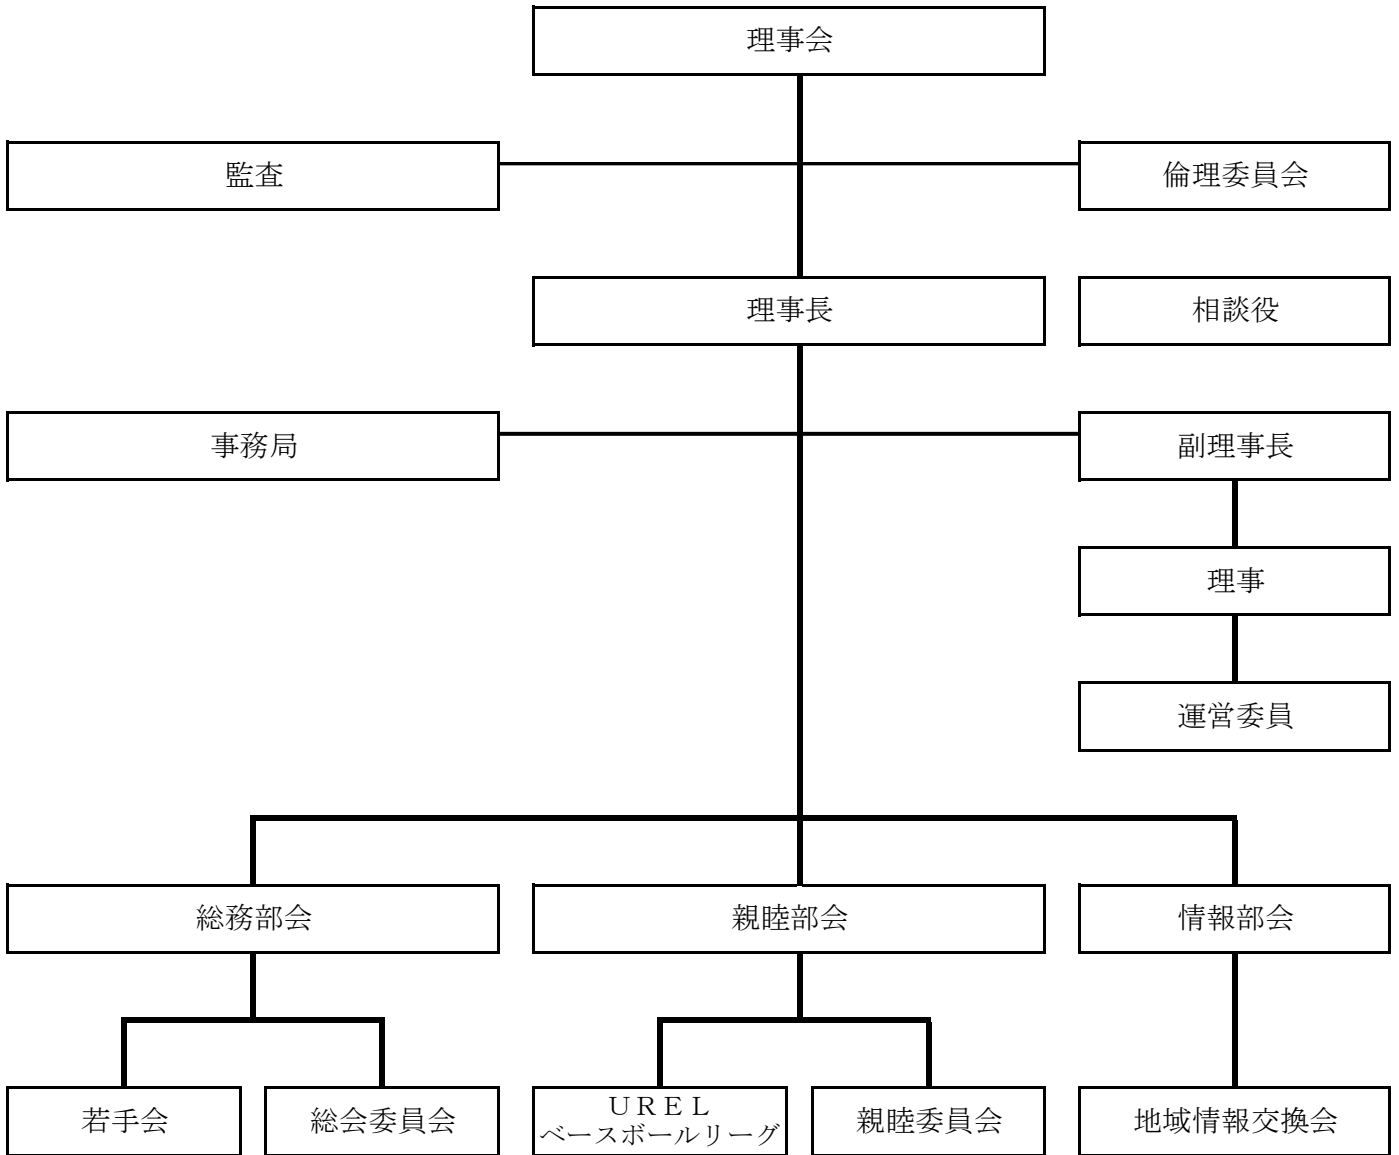 理事会
監査
倫理委員会
理事長
相談役
事務局
副理事長
理事
運営委員
総務部会
親睦部会
情報部会
若手会
総会委員会
ＵＲＥＬ
ベースボールリーグ
親睦委員会
地域情報交換会